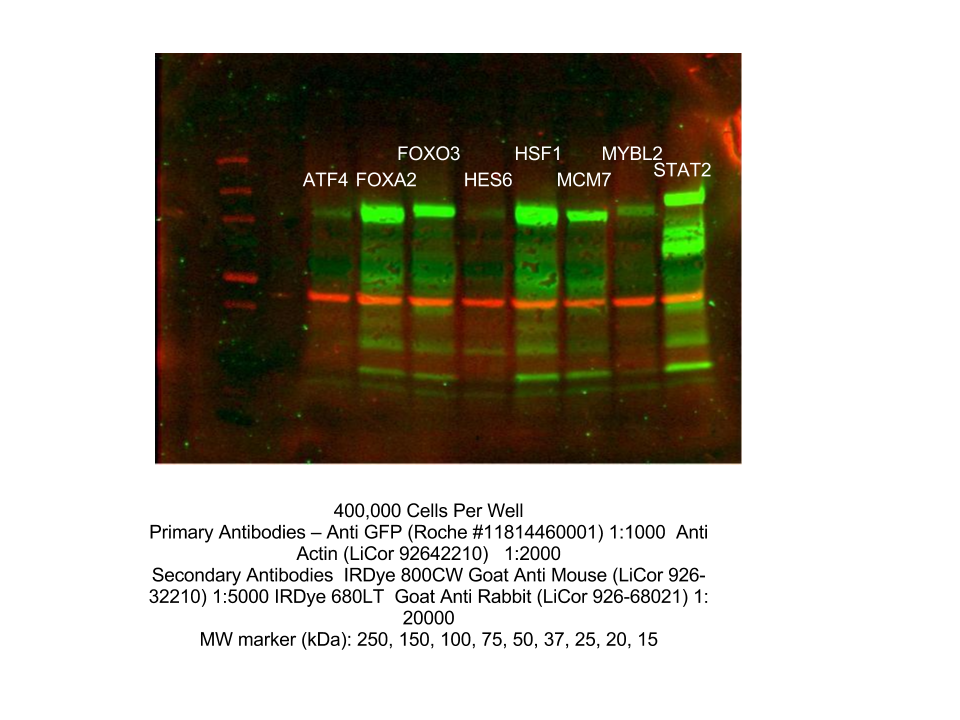 FOXO3 HSF1 MYBL2
STAT2
ATF4 FOXA2 HES6 MCM7
400,000 Cells Per Well
Primary Antibodies – Anti GFP (Roche #11814460001) 1:1000 Anti
Actin (LiCor 92642210) 1:2000
Secondary Antibodies IRDye 800CW Goat Anti Mouse (LiCor 926-
32210) 1:5000 IRDye 680LT Goat Anti Rabbit (LiCor 926-68021) 1:
20000
MW marker (kDa): 250, 150, 100, 75, 50, 37, 25, 20, 15